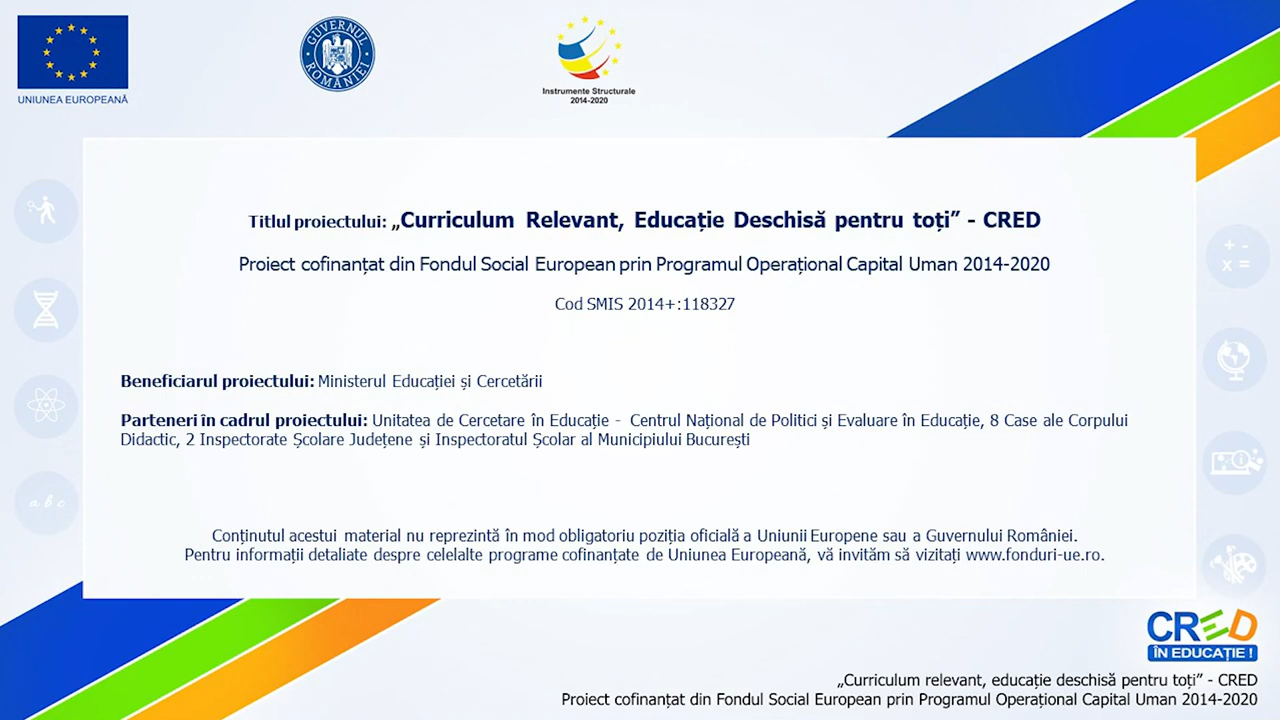 UNIUNEA EUROPEANĂ
GUVERNUL ROMÂNIEI
Instrumente Structurale
2014-2020
Titlul proiectului: „Curriculum Relevant, Educație Deschisă pentru toți” - CRED
Proiect cofinanțat din Fondul Social European prin Programul Operațional Capital Uman 2014-2020
Cod SMIS 2014+:118327
Beneficiarul proiectului: Ministerul Educației și Cercetării
Parteneri în cadrul proiectului: Unitatea de Cercetare în Educație - Centrul Național de Politici și Evaluare în Educație, 8 Case ale Corpului
Didactic, 2 Inspectorate Școlare Județene și Inspectoratul Școlar al Municipiului București
Conținutul acestui material nu reprezintă în mod obligatoriu poziția oficială a Uniunii Europene sau a Guvernului României.
Pentru informații detaliate despre celelalte programe cofinanțate de Uniunea Europeană, vă invităm să vizitați www.fonduri-ue.ro.
+ -
x =
a b c
CRED
ÎN EDUCAȚIE !
„Curriculum relevant, educație deschisă pentru toți” - CRED
Proiect cofinanțat din Fondul Social European prin Programul Operațional Capital Uman 2014-2020